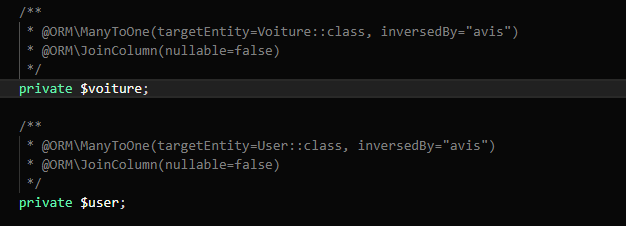 /**
 * @ORM\ManyToOne(targetEntity=Voiture::class, inversedBy="avis")
 * @ORM\JoinColumn(nullable=false)
 */
private $voiture;
/**
 * @ORM\ManyToOne(targetEntity=User::class, inversedBy="avis")
 * @ORM\JoinColumn(nullable=false)
 */
private $user;